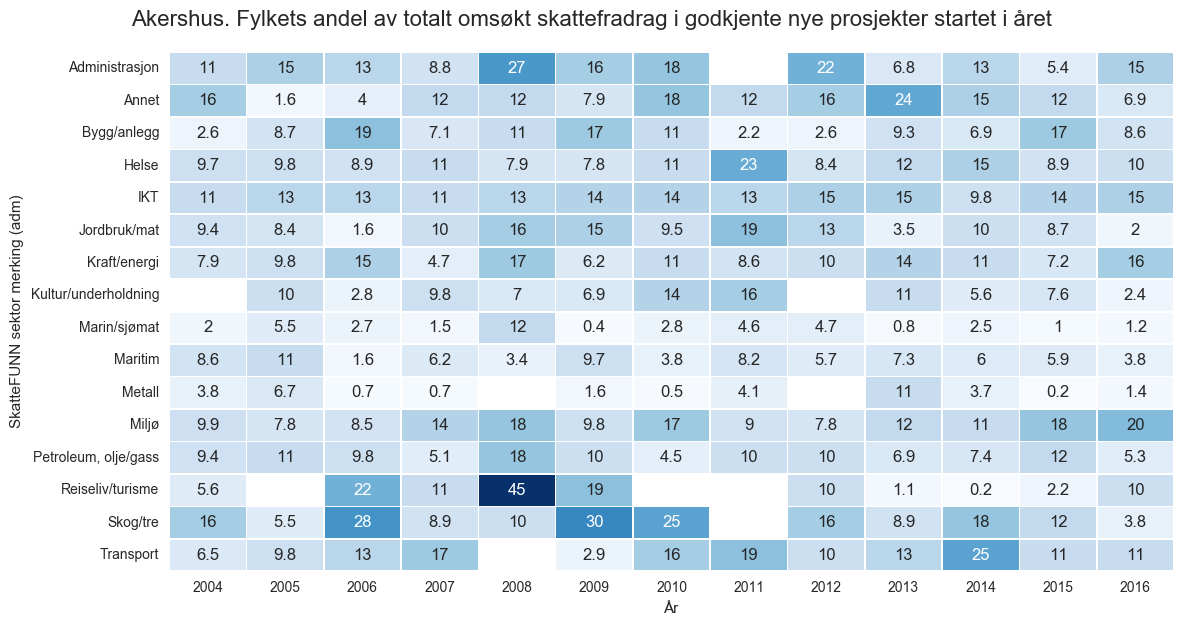 Akershus. Fylkets andel av totalt omsøkt skattefradrag i godkjente nye prosjekter startet i året
SkatteFUNN sektor merking (adm)
Administrasjon 11 15 13 8.8 27 16 18 22 6.8 13 5.4 15
Annet 16 1.6 4 12 12 7.9 18 12 16 24 15 12 6.9
Bygg/anlegg 2.6 8.7 19 7.1 11 17 11 2.2 2.6 9.3 6.9 17 8.6
Helse 9.7 9.8 8.9 11 7.9 7.8 11 23 8.4 12 15 8.9 10
IKT 11 13 13 11 13 14 14 13 15 15 9.8 14 15
Jordbruk/mat 9.4 8.4 1.6 10 16 15 9.5 19 13 3.5 10 8.7 2
Kraft/energi 7.9 9.8 15 4.7 17 6.2 11 8.6 10 14 11 7.2 16
Kultur/underholdning 10 2.8 9.8 7 6.9 14 16 11 5.6 7.6 2.4
Marin/sjømat 2 5.5 2.7 1.5 12 0.4 2.8 4.6 4.7 0.8 2.5 1 1.2
Maritim 8.6 11 1.6 6.2 3.4 9.7 3.8 8.2 5.7 7.3 6 5.9 3.8
Metall 3.8 6.7 0.7 0.7 1.6 0.5 4.1 11 3.7 0.2 1.4
Miljø 9.9 7.8 8.5 14 18 9.8 17 9 7.8 12 11 18 20
Petroleum, olje/gass 9.4 11 9.8 5.1 18 10 4.5 10 10 6.9 7.4 12 5.3
Reiseliv/turisme 5.6 22 11 45 19 10 1.1 0.2 2.2 10
Skog/tre 16 5.5 28 8.9 10 30 25 16 8.9 18 12 3.8
Transport 6.5 9.8 13 17 2.9 16 19 10 13 25 11 11
2004 2005 2006 2007 2008 2009 2010 2011 2012 2013 2014 2015 2016
År